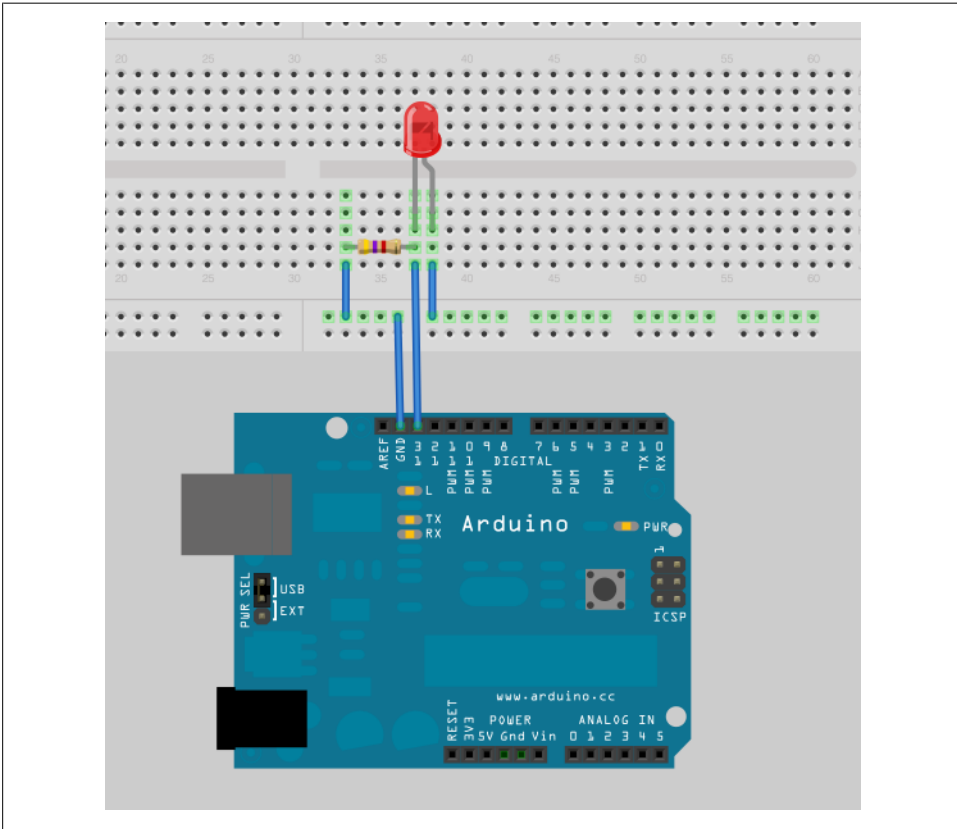 20 25 30 35 40 45 50 55 60
20 25 30 35 40 45 50 55 60
AREF
GND
13
12
11
10
9
8
7
6
5
4
3
2
1
0
DIGITAL
PWM
PWM
PWM
PWM
PWM
PWM
TX
RX
L
TX
RX
Arduino
PWR
1
ICSP
PWR SEL
USB
EXT
www.arduino.cc
RESET
3V3
POWER
5V Gnd Vin
ANALOG IN
0 1 2 3 4 5